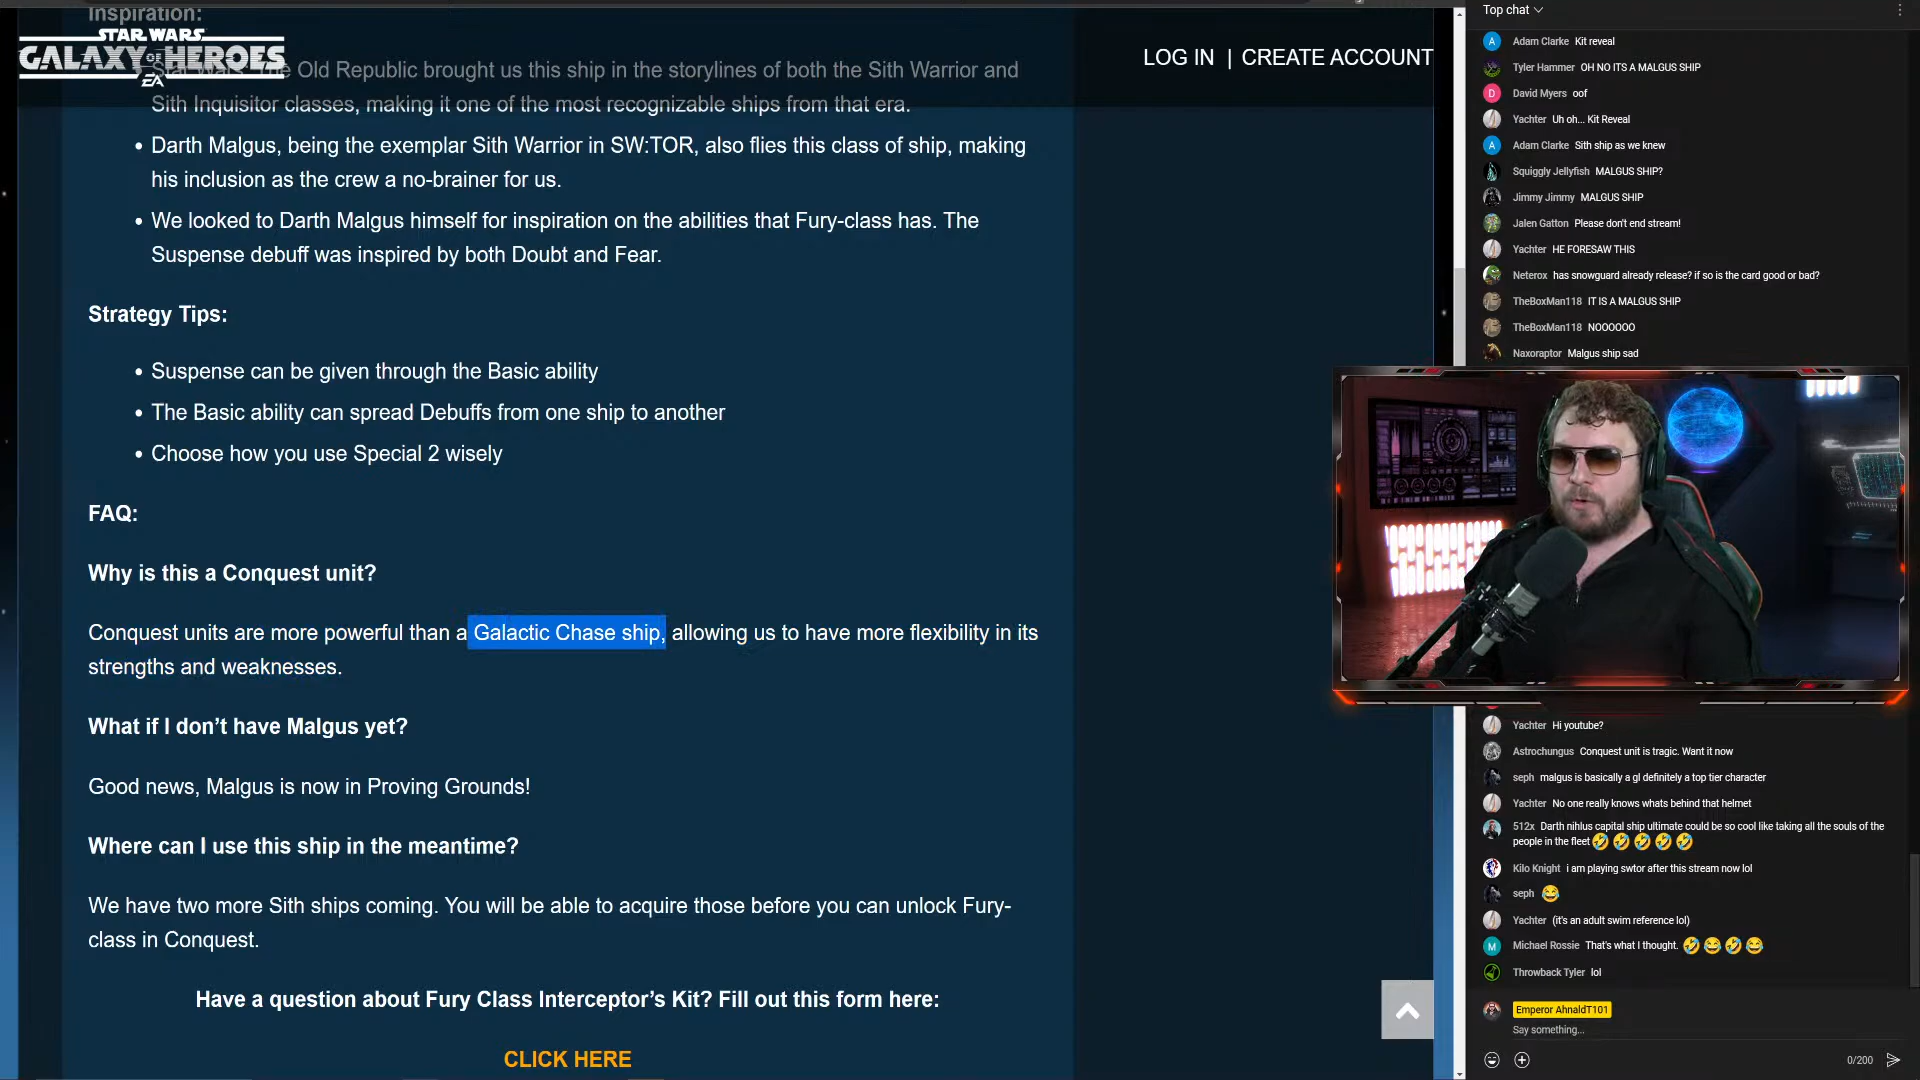 Inspiration:
STAR WARS
GALAXY OF HEROES
EA
LOG IN | CREATE ACCOUNT
Star Wars: The Old Republic brought us this ship in the storylines of both the Sith Warrior and
Sith Inquisitor classes, making it one of the most recognizable ships from that era.
• Darth Malgus, being the exemplar Sith Warrior in SW:TOR, also flies this class of ship, making
his inclusion as the crew a no-brainer for us.
• We looked to Darth Malgus himself for inspiration on the abilities that Fury-class has. The
Suspense debuff was inspired by both Doubt and Fear.
Strategy Tips:
• Suspense can be given through the Basic ability
• The Basic ability can spread Debuffs from one ship to another
• Choose how you use Special 2 wisely
FAQ:
Why is this a Conquest unit?
Conquest units are more powerful than a Galactic Chase ship, allowing us to have more flexibility in its
strengths and weaknesses.
What if I don’t have Malgus yet?
Good news, Malgus is now in Proving Grounds!
Where can I use this ship in the meantime?
We have two more Sith ships coming. You will be able to acquire those before you can unlock Fury-
class in Conquest.
Have a question about Fury Class Interceptor’s Kit? Fill out this form here:
CLICK HERE
Top chat
A Adam Clarke Kit reveal
Tyler Hammer OH NO ITS A MALGUS SHIP
D David Myers oof
Yachter Uh oh... Kit Reveal
A Adam Clarke Sith ship as we knew
Squiggly Jellyfish MALGUS SHIP?
Jimmy Jimmy MALGUS SHIP
Jalen Gatton Please don't end stream!
Yachter HE FORESAW THIS
Neterox has snowguard already release? if so is the card good or bad?
TheBoxMan118 IT IS A MALGUS SHIP
TheBoxMan118 NOOOOOO
Naxoraptor Malgus ship sad
Yachter Hi youtube?
Astrochungus Conquest unit is tragic. Want it now
seph malgus is basically a gl definitely a top tier character
Yachter No one really knows whats behind that helmet
512x Darth nihlus capital ship ultimate could be so cool like taking all the souls of the
people in the fleet 🤣🤣🤣🤣🤣
Kilo Knight i am playing swtor after this stream now lol
seph 😂
Yachter (it's an adult swim reference lol)
M Michael Rossie That's what I thought. 🤣😂🤣😂
Throwback Tyler lol
Emperor AhnaldT101
Say something...
0/200